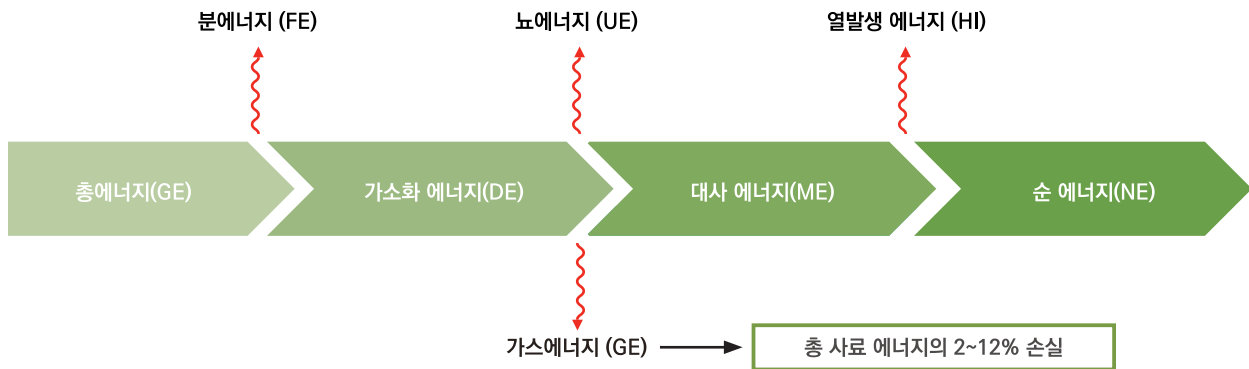 분에너지 (FE)
뇨에너지 (UE)
열발생 에너지 (HI)
총에너지(GE)
가소화 에너지(DE)
대사 에너지(ME)
순 에너지(NE)
가스에너지 (GE)
총 사료 에너지의 2~12% 손실